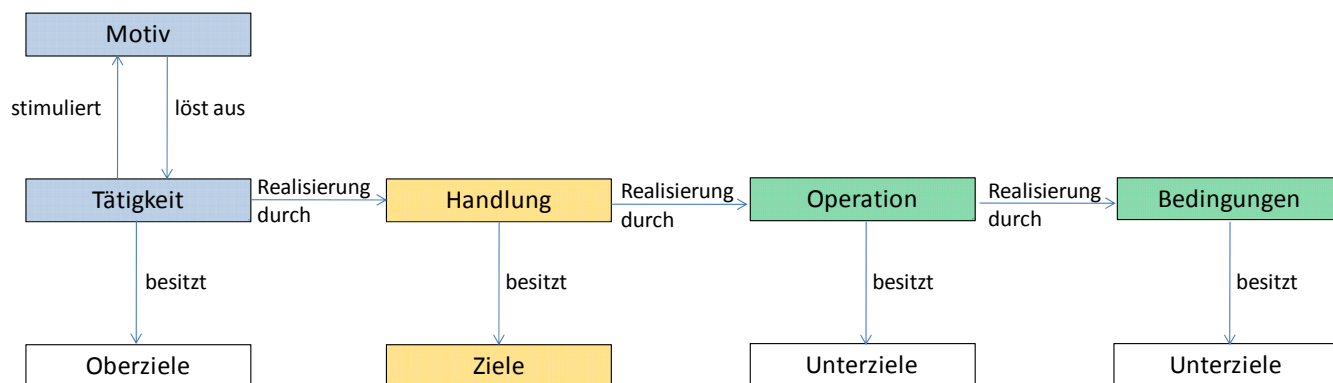 Motiv
stimuliert
löst aus
Tätigkeit
Realisierung
durch
Handlung
Realisierung
durch
Operation
Realisierung
durch
Bedingungen
besitzt
besitzt
besitzt
besitzt
Oberziele
Ziele
Unterziele
Unterziele